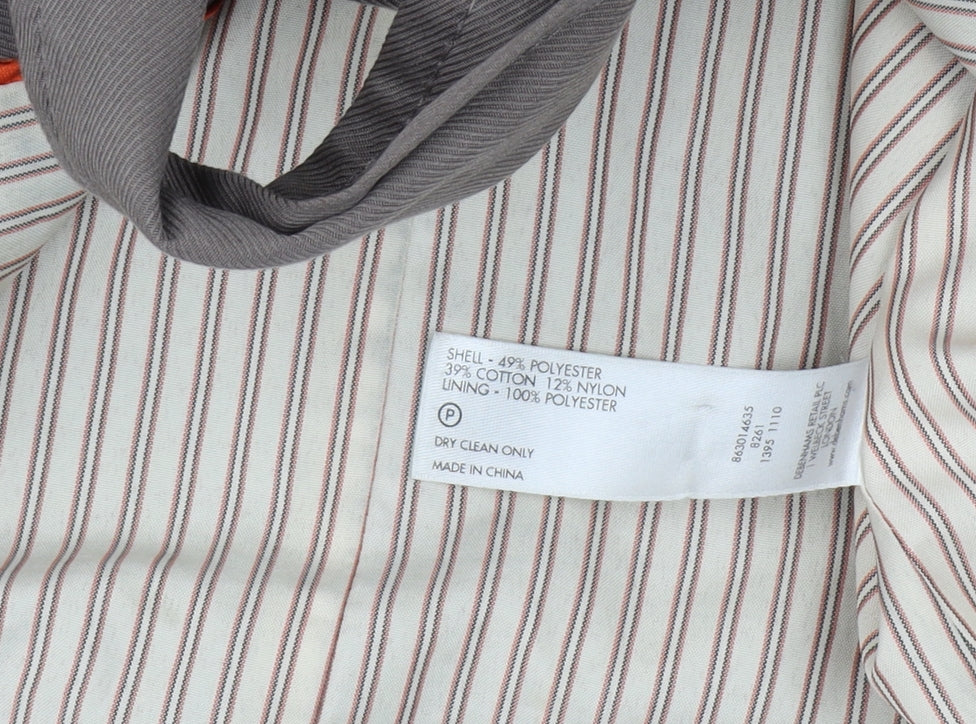 SHELL - 49% POLYESTER
39% COTTON 12% NYLON
LINING - 100% POLYESTER
P
DRY CLEAN ONLY
MADE IN CHINA
863014635
8261
1395 1110
DEBENHAMS RETAIL PLC
1 WELBECK STREET
LONDON